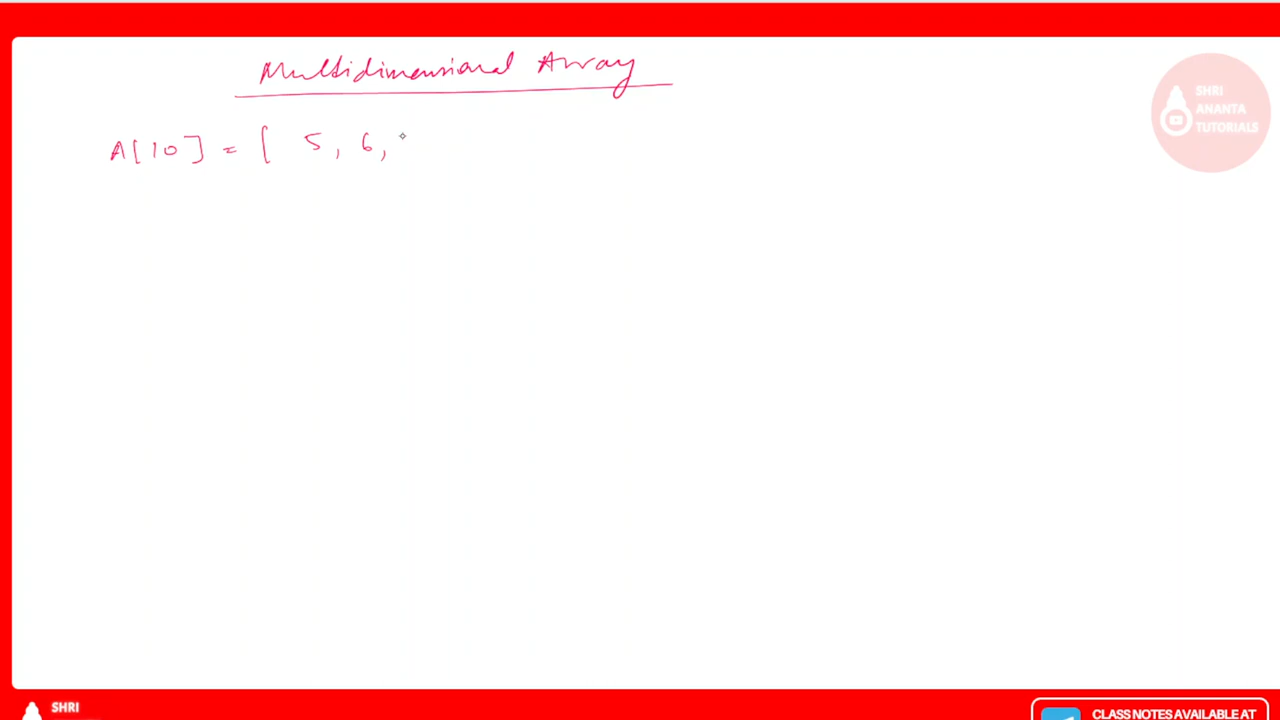 Multidimensional Array
A[10] = [ 5, 6,
SHRI
ANANTA
TUTORIALS
SHRI
CLASS NOTES AVAILABLE AT